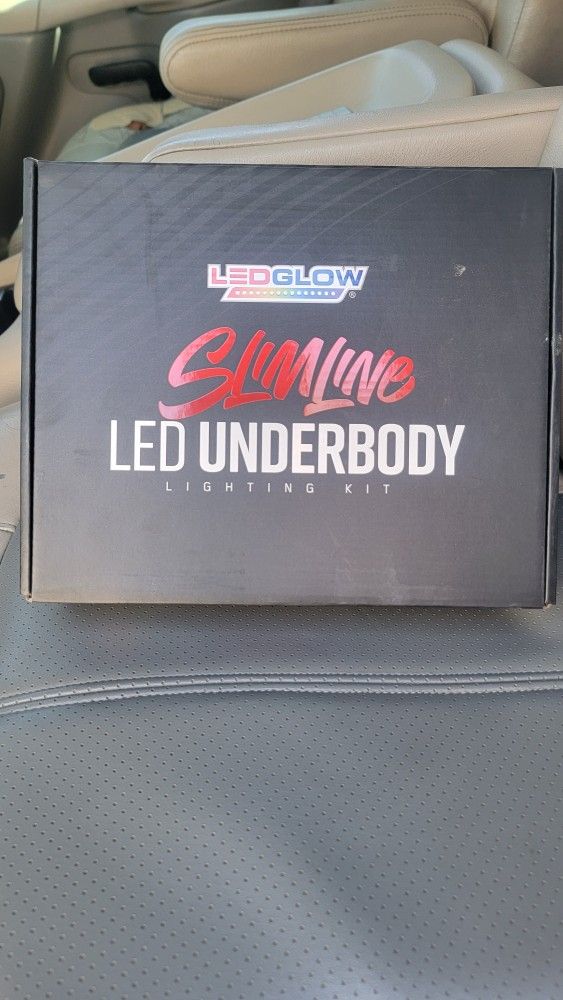 LEDGLOW®
SLIMLINE
LED UNDERBODY
LIGHTING KIT